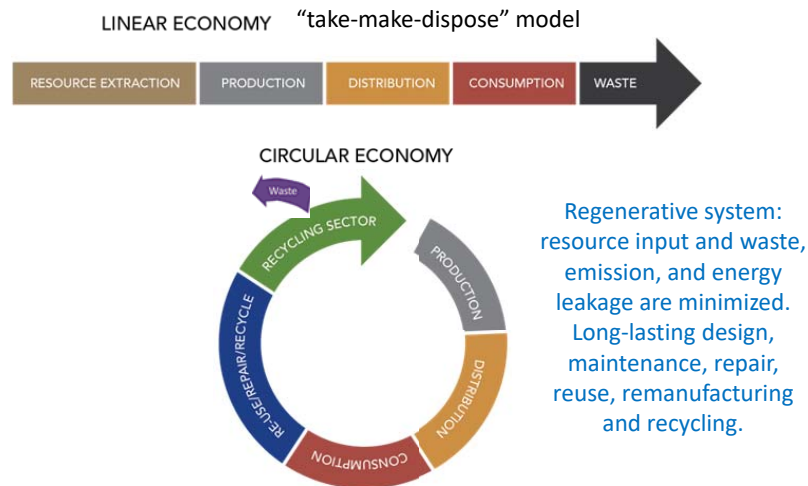 LINEAR ECONOMY “take-make-dispose” model
RESOURCE EXTRACTION
PRODUCTION
DISTRIBUTION
CONSUMPTION
WASTE
CIRCULAR ECONOMY
Waste
RECYCLING SECTOR
PRODUCTION
DISTRIBUTION
CONSUMPTION
RE-USE/REPAIR/RECYCLE
Regenerative system:
resource input and waste,
emission, and energy
leakage are minimized.
Long-lasting design,
maintenance, repair,
reuse, remanufacturing
and recycling.